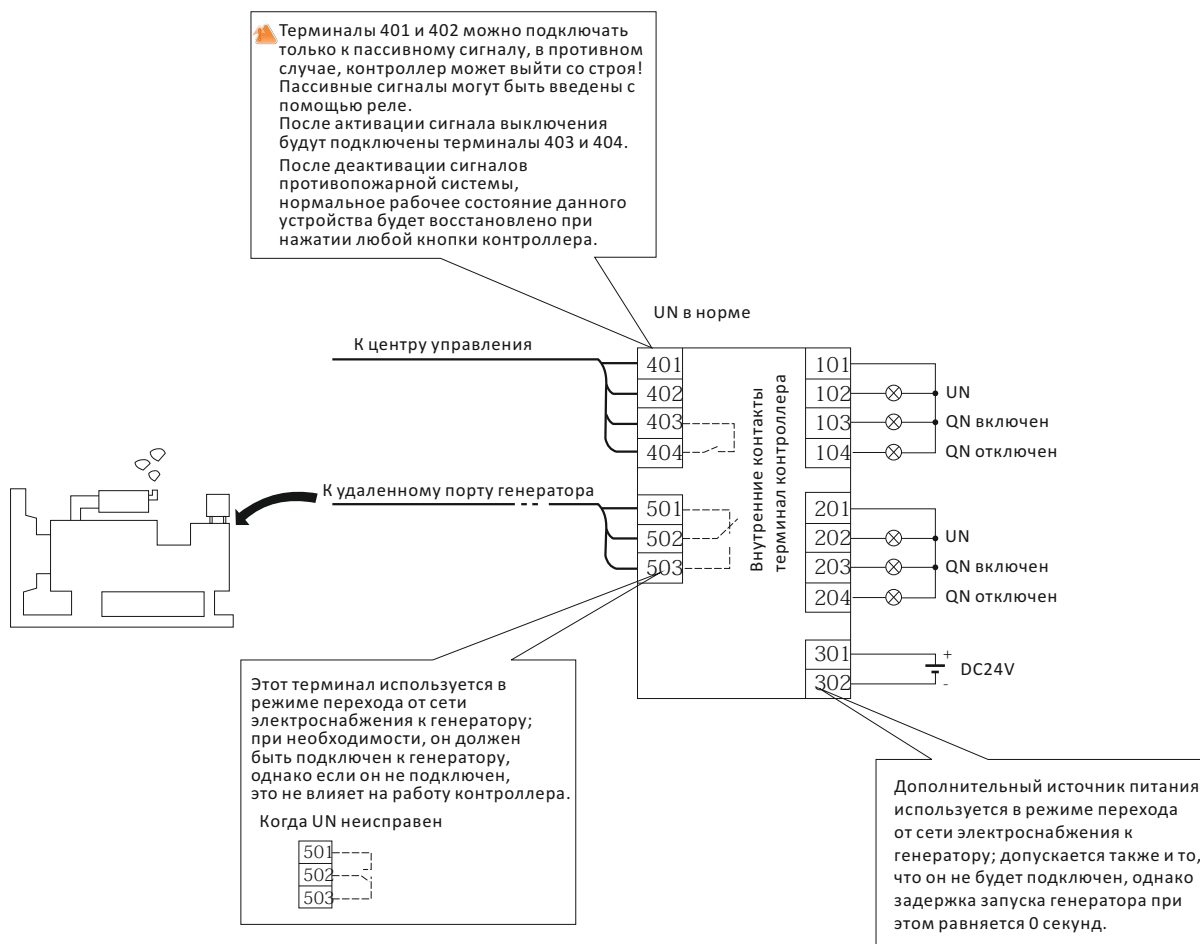 Терминалы 401 и 402 можно подключать
только к пассивному сигналу, в противном
случае, контроллер может выйти со строя!
Пассивные сигналы могут быть введены с
помощью реле.
После активации сигнала выключения
будут подключены терминалы 403 и 404.
После деактивации сигналов
противопожарной системы,
нормальное рабочее состояние данного
устройства будет восстановлено при
нажатии любой кнопки контроллера.
UN в норме
К центру управления
401
402
403
404
К удаленному порту генератора
501
502
503
Внутренние контакты
терминал контроллера
101
102 UN
103 QN включен
104 QN отключен
201
202 UN
203 QN включен
204 QN отключен
301 +
DC24V
302 -
Этот терминал используется в
режиме перехода от сети
электроснабжения к генератору;
при необходимости, он должен
быть подключен к генератору,
однако если он не подключен,
это не влияет на работу контроллера.
Когда UN неисправен
501
502
503
Дополнительный источник питания
используется в режиме перехода
от сети электроснабжения к
генератору; допускается также и то,
что он не будет подключен, однако
задержка запуска генератора при
этом равняется 0 секунд.